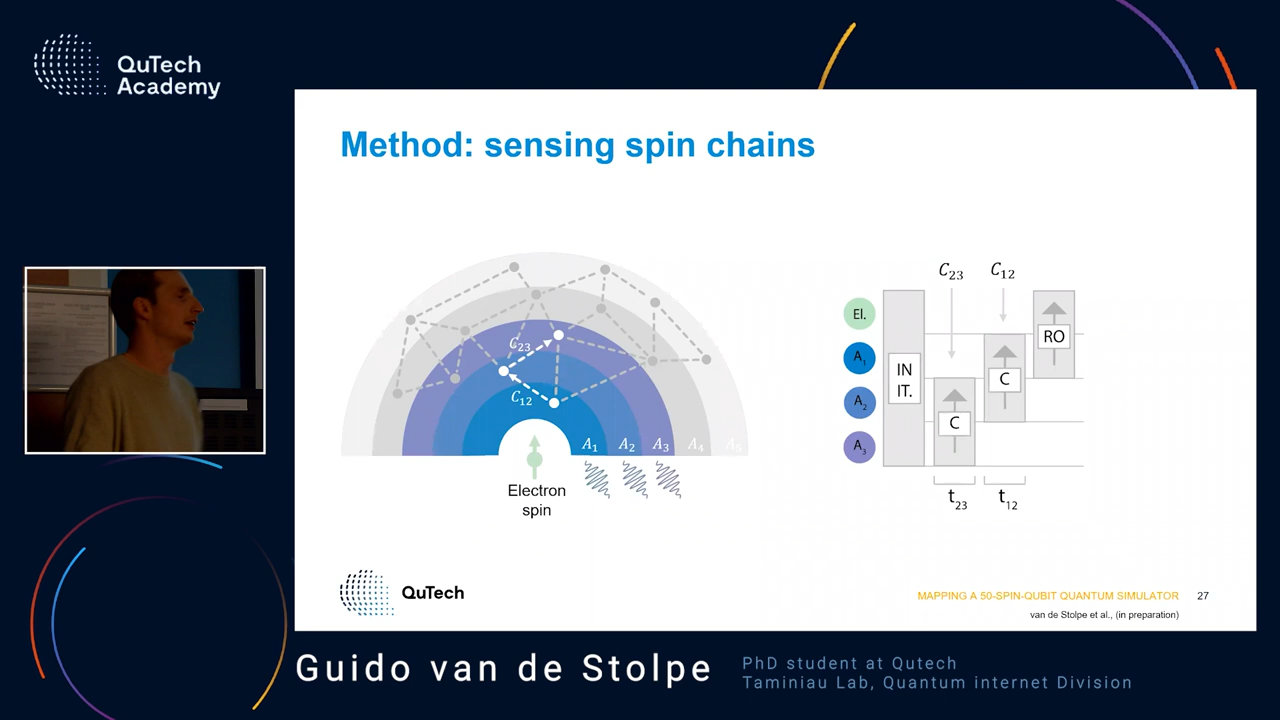 QuTech
Academy
Method: sensing spin chains
C₂₃
C₁₂
A₁ A₂ A₃ A₄ A₅
Electron
spin
C₂₃ C₁₂
El.
A₁
A₂
A₃
IN
IT.
C
C
RO
t₂₃ t₁₂
QuTech
MAPPING A 50-SPIN-QUBIT QUANTUM SIMULATOR 27
van de Stolpe et al., (in preparation)
Guido van de Stolpe
PhD student at Qutech
Taminiau Lab, Quantum internet Division